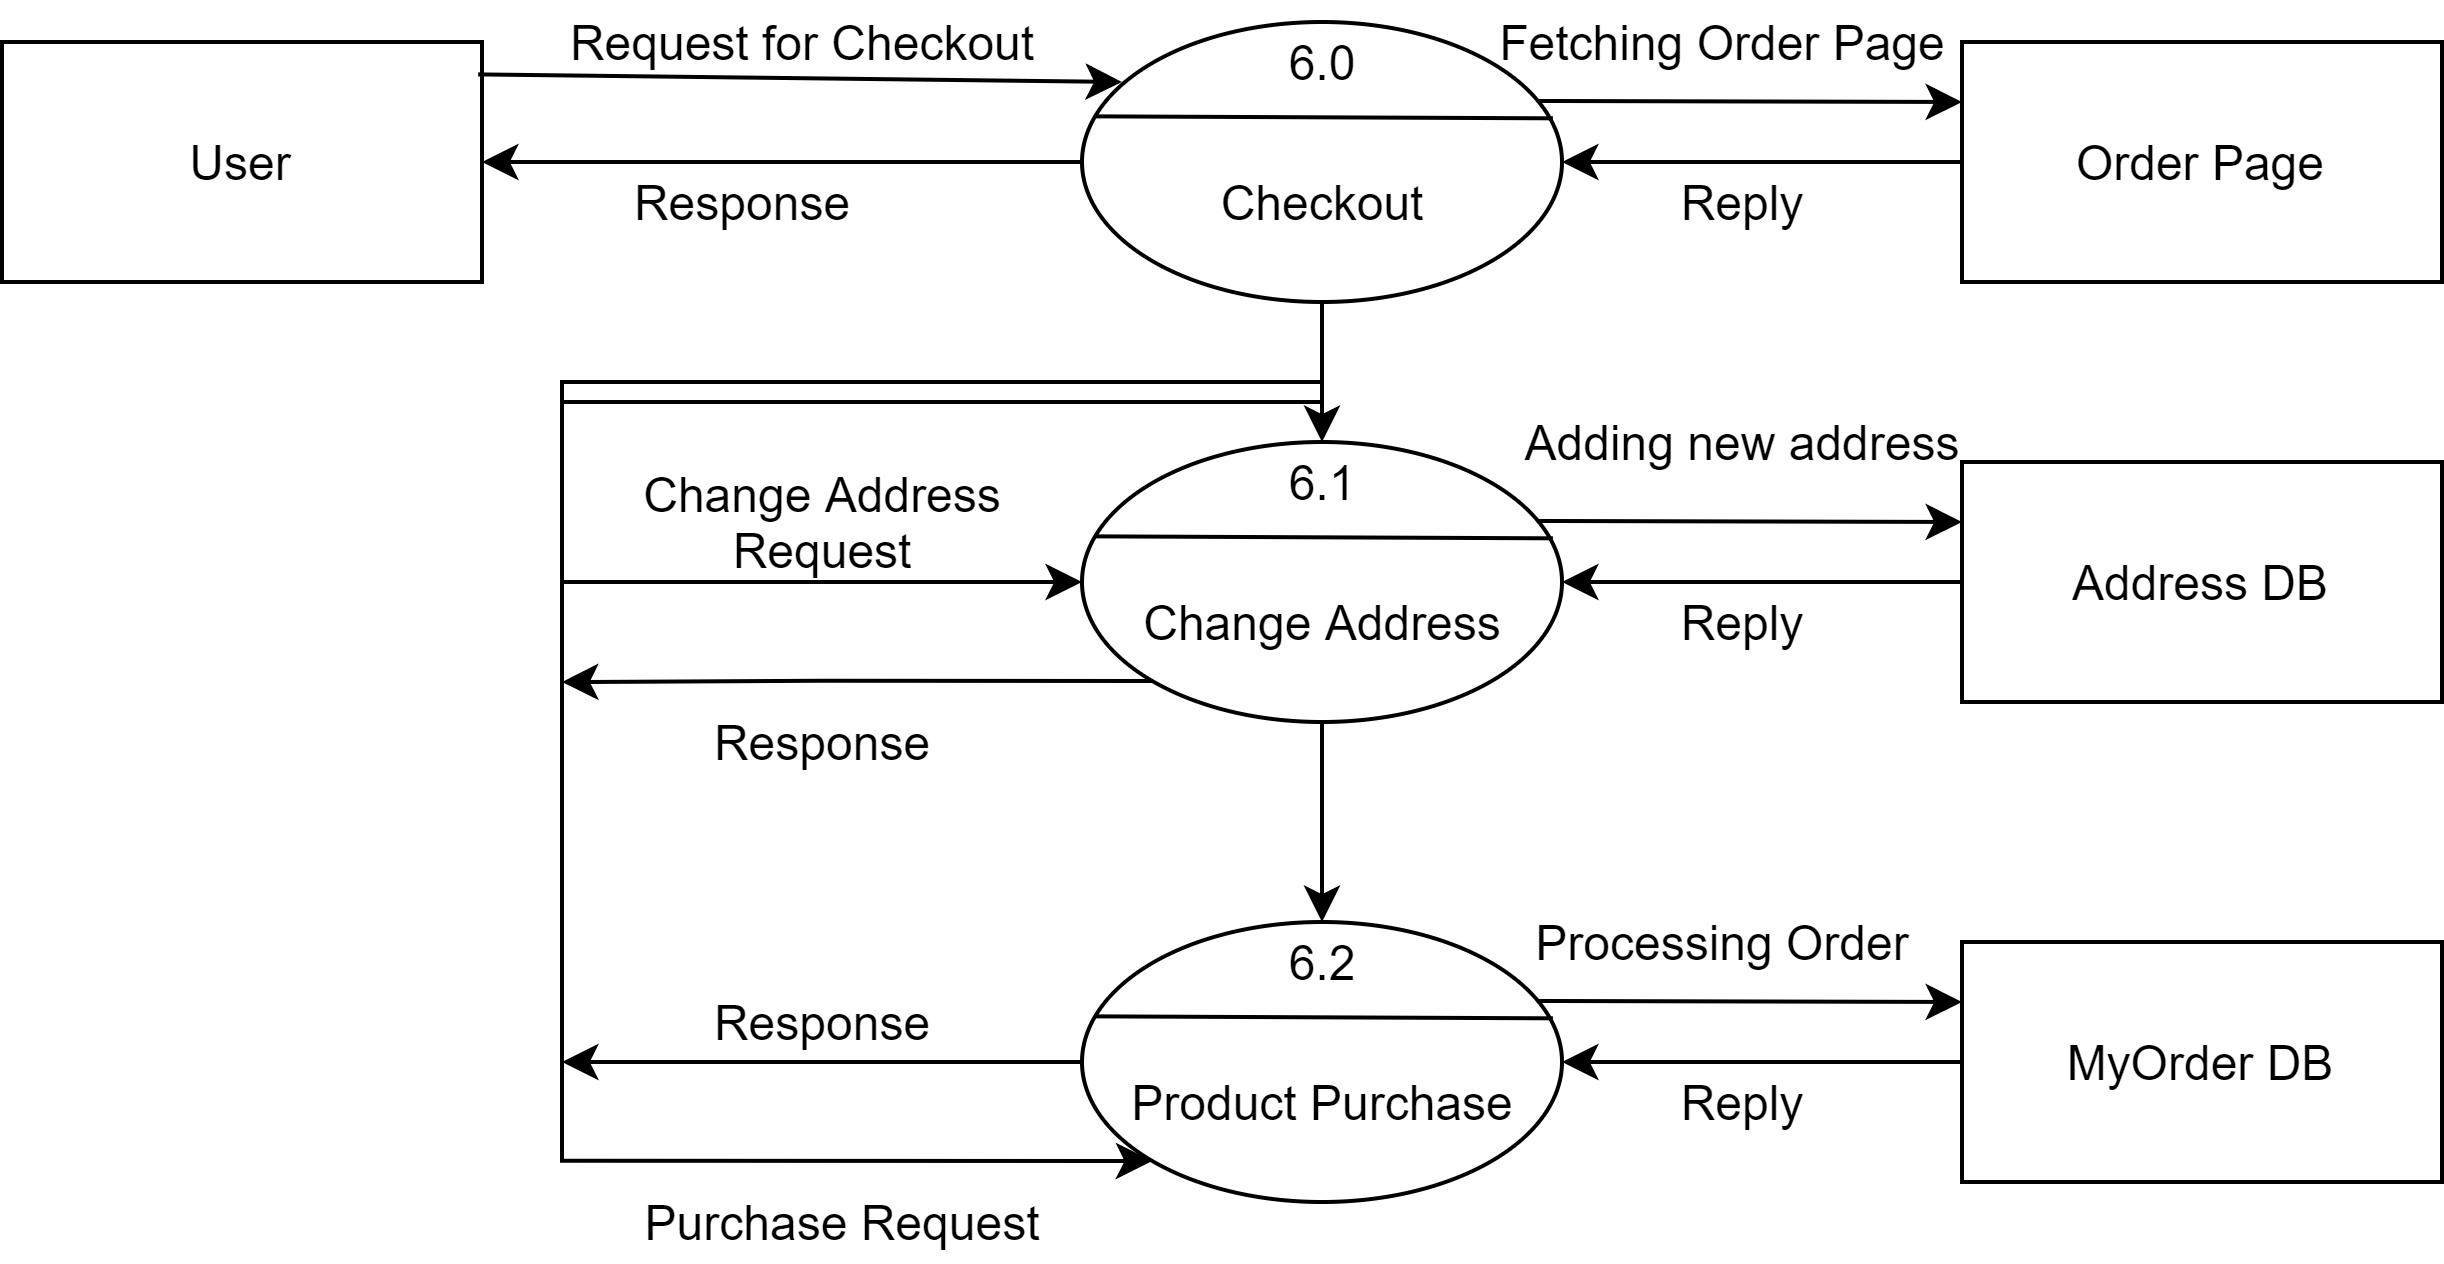 Request for Checkout
6.0
Fetching Order Page
User
Response
Checkout
Reply
Order Page
Change Address
Request
6.1
Adding new address
Change Address
Reply
Address DB
Response
6.2
Processing Order
Response
Product Purchase
Reply
MyOrder DB
Purchase Request